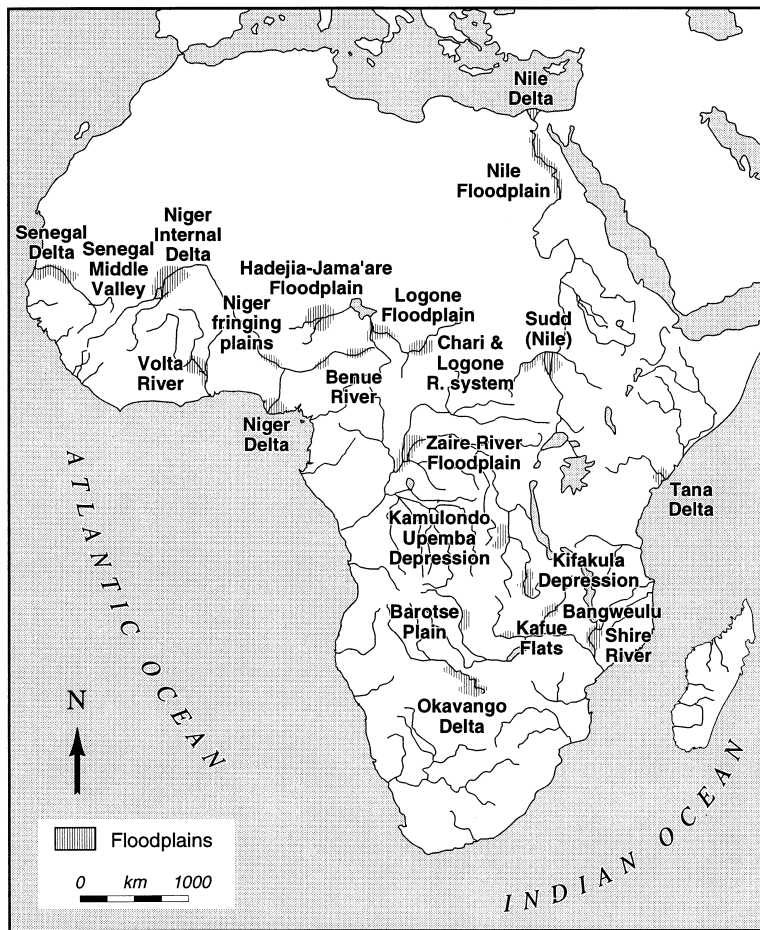 Nile
Delta
Nile
Floodplain
Senegal
Delta
Senegal
Middle
Valley
Niger
Internal
Delta
Hadejia-Jama'are
Floodplain
Niger
fringing
plains
Logone
Floodplain
Chari &
Logone
R. system
Sudd
(Nile)
Volta
River
Benue
River
Niger
Delta
Zaire River
Floodplain
Tana
Delta
Kamulondo
Upemba
Depression
Kifakula
Depression
Barotse
Plain
Bangweulu
Kafue
Flats
Shire
River
Okavango
Delta
ATLANTIC OCEAN
INDIAN OCEAN
N
Floodplains
0 km 1000